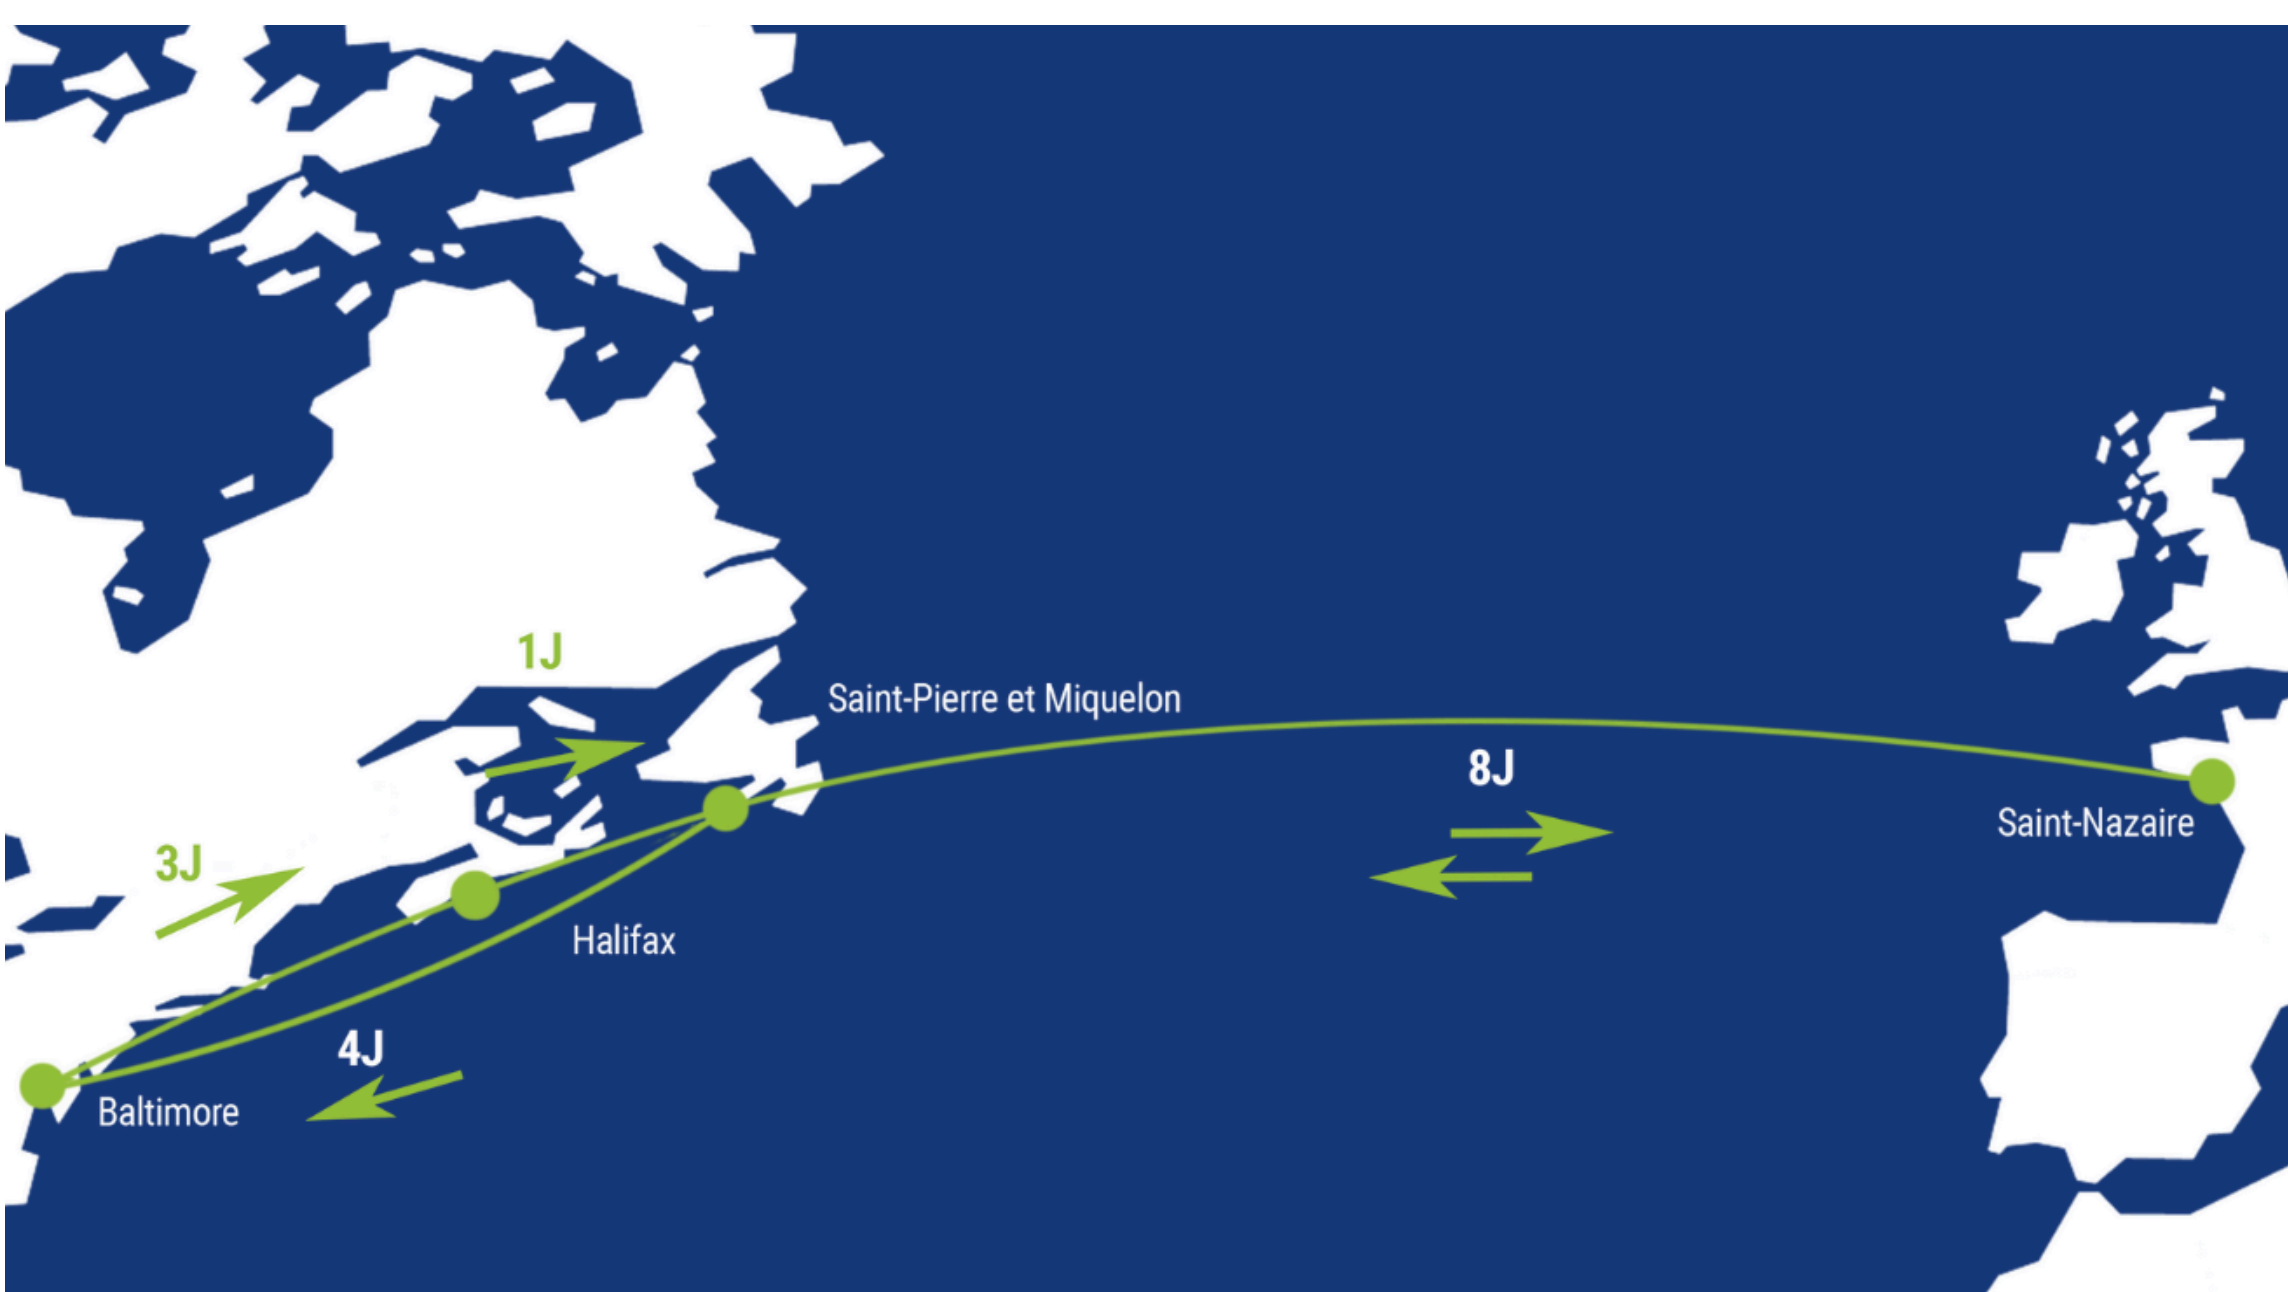 1J
Saint-Pierre et Miquelon
8J
Saint-Nazaire
3J
Halifax
4J
Baltimore